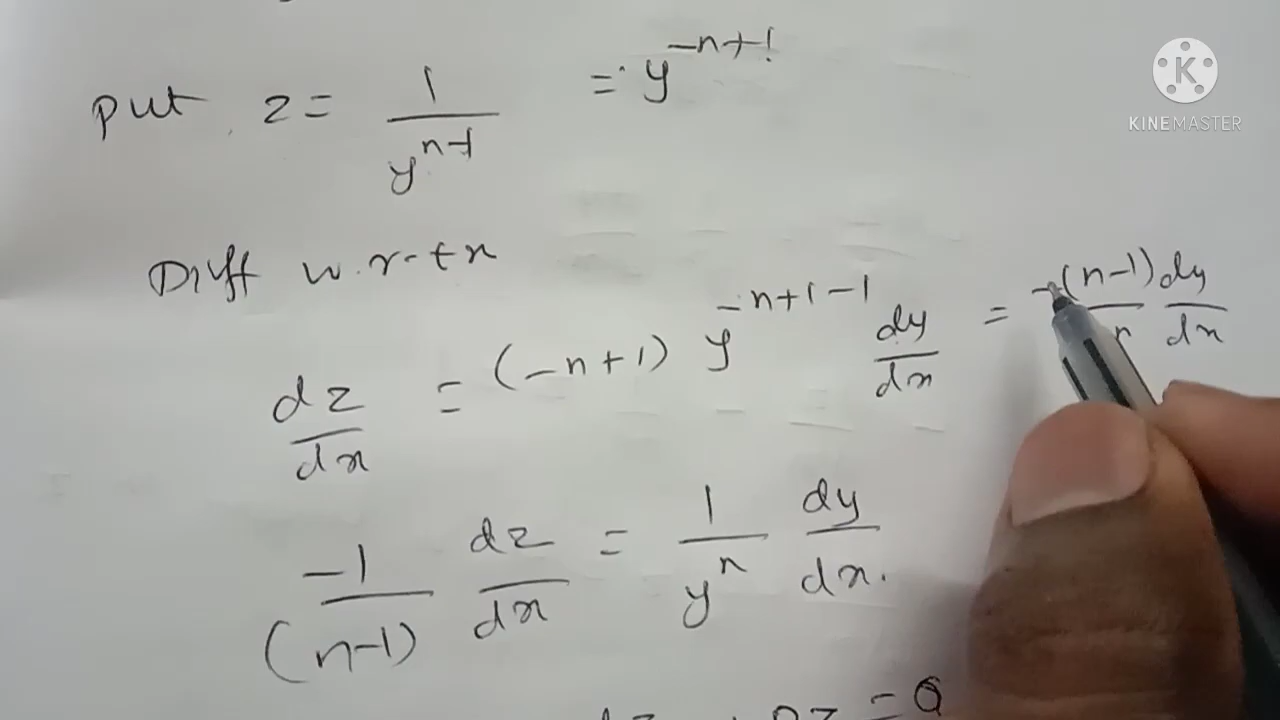 put z = 1/y^{n-1} = y^{-n+1}
KINEMASTER
Diff w.r.t x
dz/dx = (-n+1) y^{-n+1-1} dy/dx = -(n-1)/ n dy/dx
-1/(n-1) dz/dx = 1/y^n dy/dx.
= Q